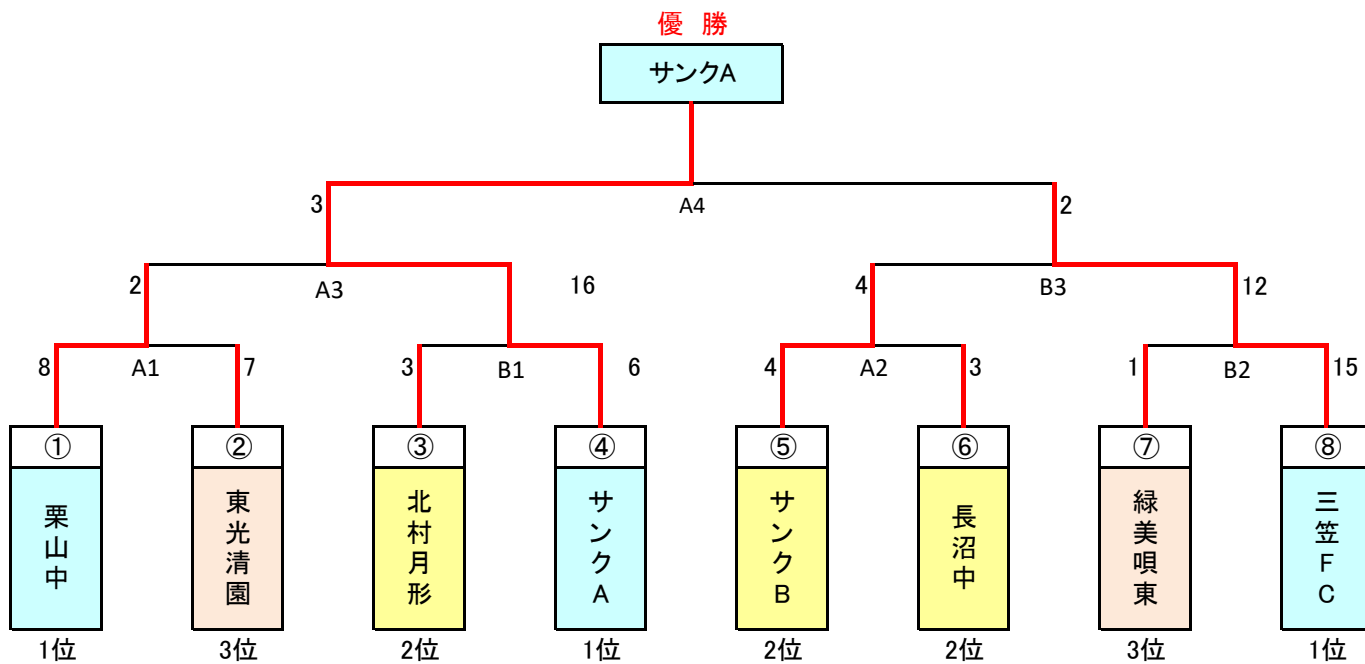 優 勝
サンクA
3
A4
2
2
A3
16
4
B3
12
8
A1
7
3
B1
6
4
A2
3
1
B2
15
①
②
③
④
⑤
⑥
⑦
⑧
栗山中
東光清園
北村月形
サンクA
サンクB
長沼中
緑美唄東
三笠FC
1位
3位
2位
1位
2位
2位
3位
1位